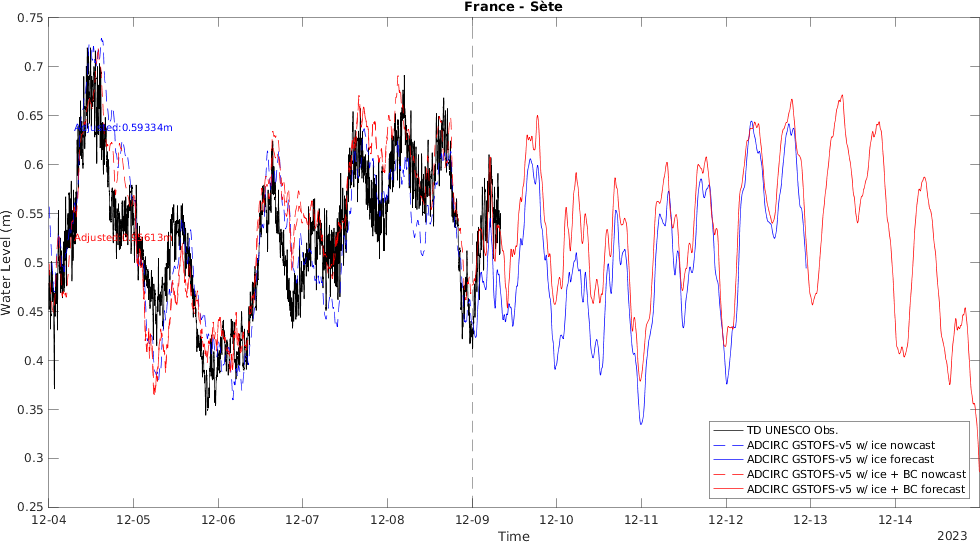 France - Sète
0.75
0.7
0.65
0.6
0.55
0.5
0.45
0.4
0.35
0.3
0.25
Water Level (m)
Adjusted:0.59334m
TD UNESCO Obs.
ADCIRC GSTOFS-v5 w/ ice nowcast
ADCIRC GSTOFS-v5 w/ ice forecast
ADCIRC GSTOFS-v5 w/ ice + BC nowcast
ADCIRC GSTOFS-v5 w/ ice + BC forecast
12-04 12-05 12-06 12-07 12-08 12-09 12-10 12-11 12-12 12-13 12-14
Time
2023